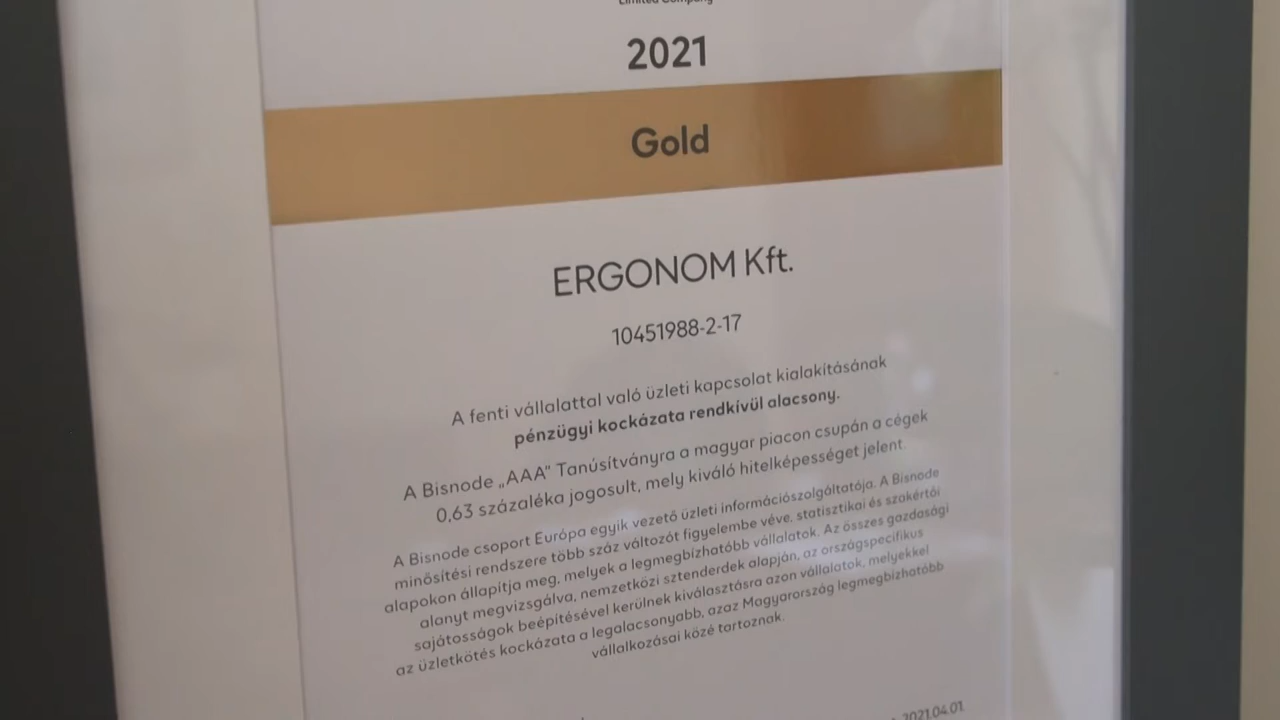 Limited Company
2021
Gold
ERGONOM Kft.
10451988-2-17
A fenti vállalattal való üzleti kapcsolat kialakításának
pénzügyi kockázata rendkívül alacsony.
A Bisnode „AAA" Tanúsítványra a magyar piacon csupán a cégek
0,63 százaléka jogosult, mely kiváló hitelképességet jelent.
A Bisnode csoport Európa egyik vezető üzleti információszolgáltatója. A Bisnode
minősítési rendszere több száz változót figyelembe véve, statisztikai és szakértői
alapokon állapítja meg, melyek a legmegbízhatóbb vállalatok. Az összes gazdasági
alanyt megvizsgálva, nemzetközi sztenderdek alapján, az országspecifikus
sajátosságok beépítésével kerülnek kiválasztásra azon vállalatok, melyekkel
az üzletkötés kockázata a legalacsonyabb, azaz Magyarország legmegbízhatóbb
vállalkozásai közé tartoznak.
2021.04.01.